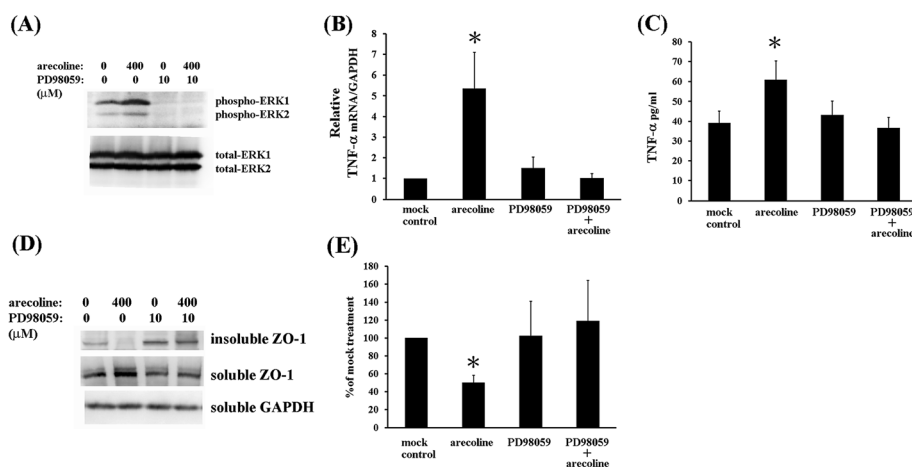 (A)
arecoline: 0 400 0 400
PD98059: 0 0 10 10
(μM)
phospho-ERK1
phospho-ERK2
total-ERK1
total-ERK2
(B)
Relative
TNF-α mRNA/GAPDH
8
7
6
5
4
3
2
1
0
*
mock control
arecoline
PD98059
PD98059 + arecoline
(C)
TNF-α pg/ml
80
70
60
50
40
30
20
10
0
*
mock control
arecoline
PD98059
PD98059 + arecoline
(D)
arecoline: 0 400 0 400
PD98059: 0 0 10 10
(μM)
insoluble ZO-1
soluble ZO-1
soluble GAPDH
(E)
%of mock treatment
180
160
140
120
100
80
60
40
20
0
*
mock control
arecoline
PD98059
PD98059 + arecoline